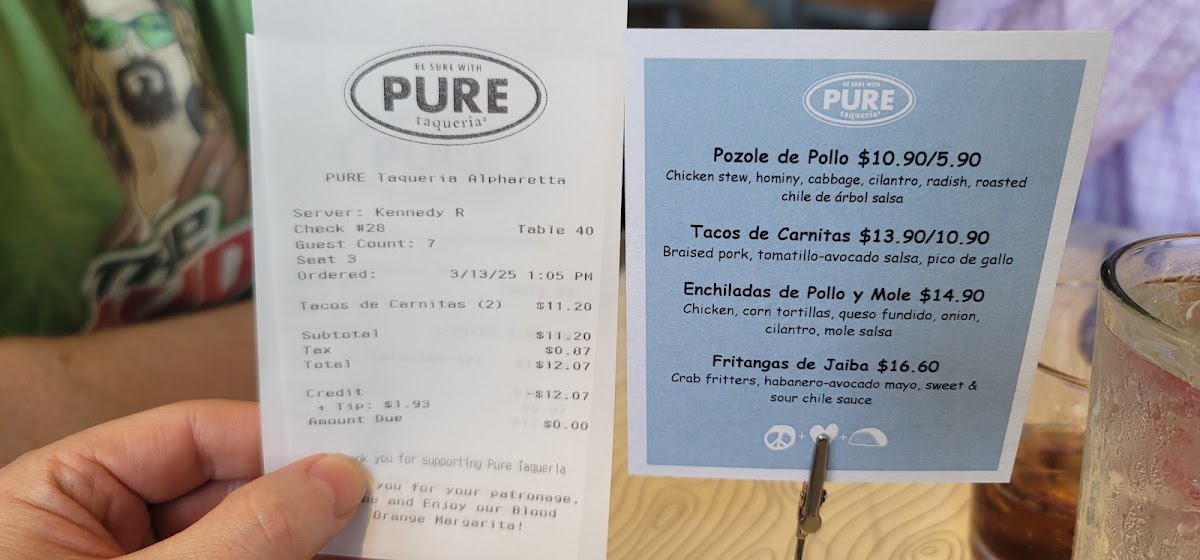 BE SURE WITH
PURE
taqueria®
PURE Taqueria Alpharetta
Server: Kennedy R
Check #28 Table 40
Guest Count: 7
Seat 3
Ordered: 3/13/25 1:05 PM
Tacos de Carnitas (2) $11.20
Subtotal $11.20
Tax $0.87
Total $12.07
Credit -$12.07
+ Tip: $1.93
Amount Due $0.00
you for supporting Pure Taqueria
you for your patronage,
and Enjoy our Blood
Orange Margarita!
BE SURE WITH
PURE
taqueria®
Pozole de Pollo $10.90/5.90
Chicken stew, hominy, cabbage, cilantro, radish, roasted
chile de árbol salsa
Tacos de Carnitas $13.90/10.90
Braised pork, tomatillo-avocado salsa, pico de gallo
Enchiladas de Pollo y Mole $14.90
Chicken, corn tortillas, queso fundido, onion,
cilantro, mole salsa
Fritangas de Jaiba $16.60
Crab fritters, habanero-avocado mayo, sweet &
sour chile sauce